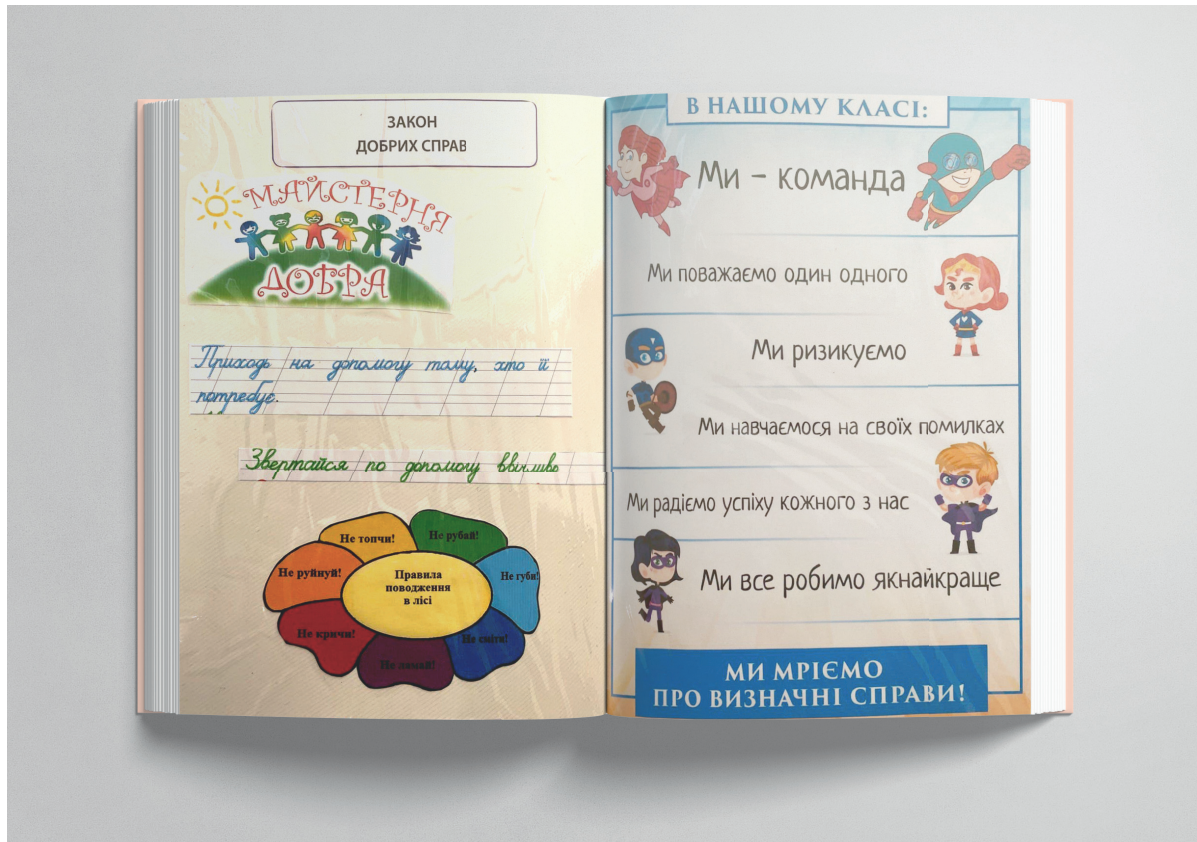 ЗАКОН
ДОБРИХ СПРАВ
МАЙСТЕРНЯ
ДОБРА
Приходь на допомогу тому, хто її
потребує.
Звертайся по допомогу ввічливо
Не топчи!
Не рубай!
Не руйнуй!
Не губи!
Правила
поводження
в лісі
Не кричи!
Не сміти!
Не ламай!
В НАШОМУ КЛАСІ:
Ми – команда
Ми поважаємо один одного
Ми ризикуємо
Ми навчаємося на своїх помилках
Ми радіємо успіху кожного з нас
Ми все робимо якнайкраще
МИ МРІЄМО
ПРО ВИЗНАЧНІ СПРАВИ!